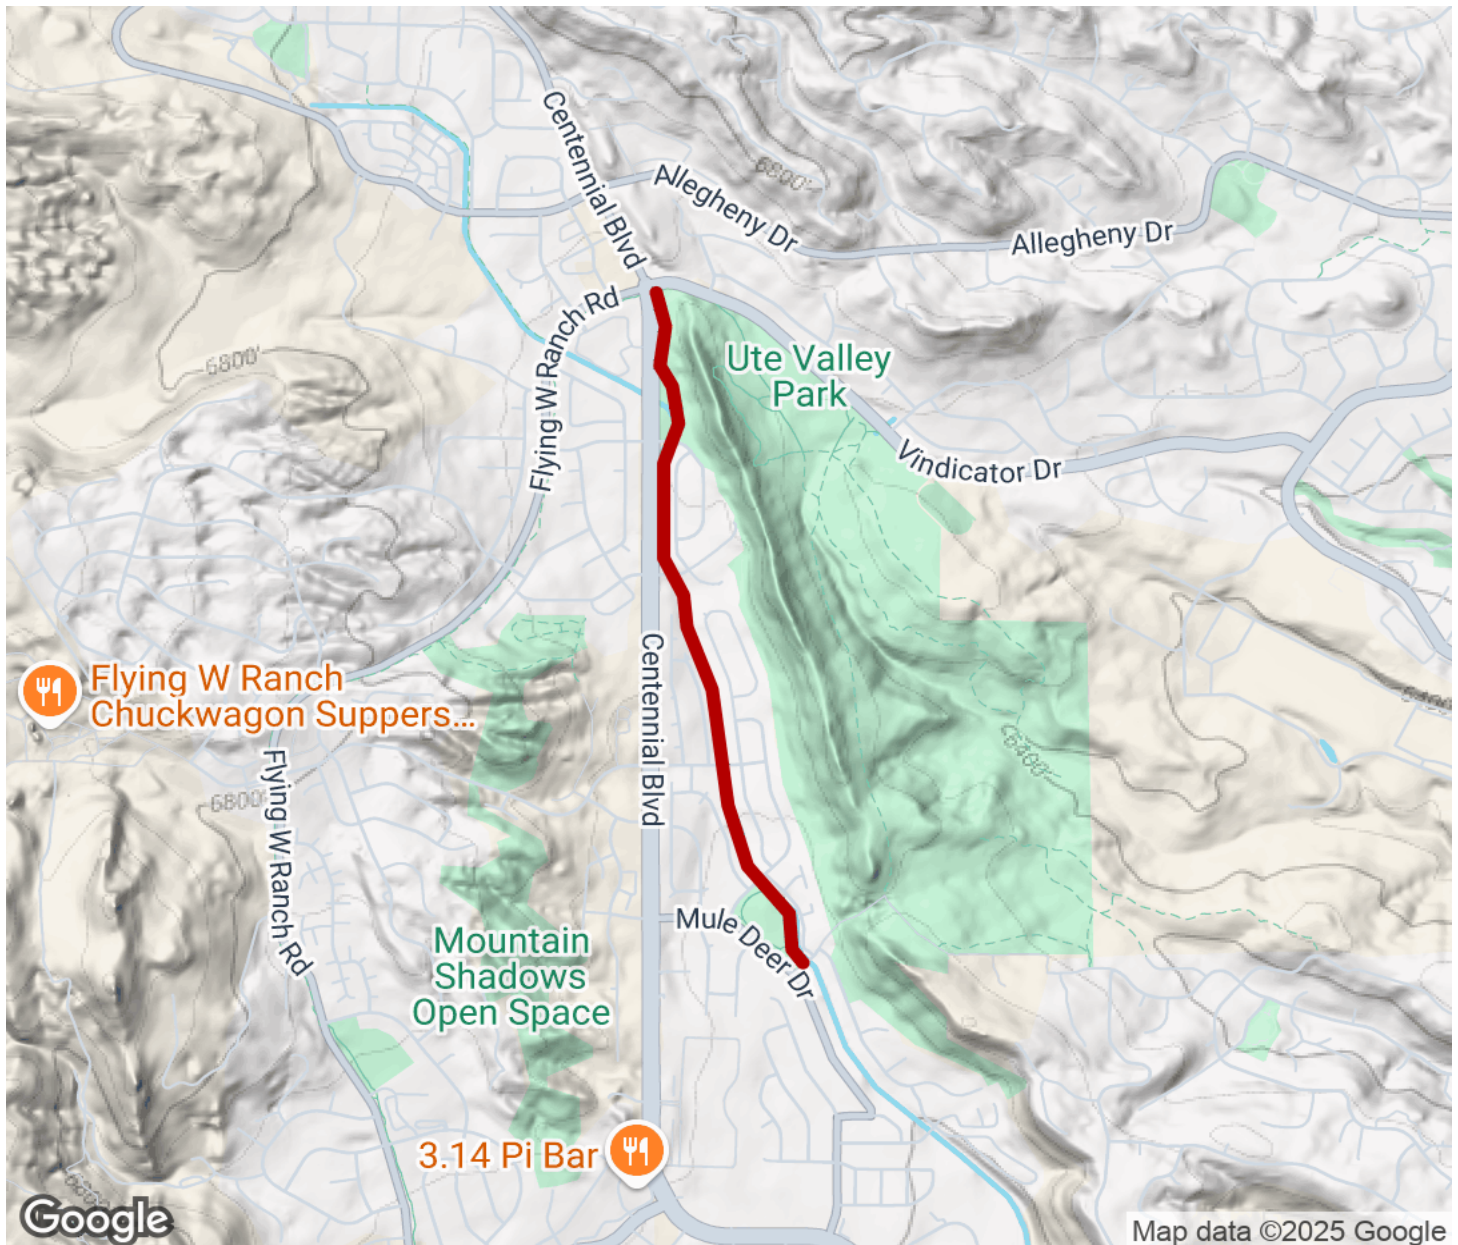 Centennial Blvd
Allegheny Dr
6800'
Allegheny Dr
Flying W Ranch Rd
6800'
Ute Valley
Park
Vindicator Dr
Flying W Ranch
Chuckwagon Suppers...
Centennial Blvd
6400'
6800'
Flying W Ranch Rd
Mule Deer Dr
Mountain
Shadows
Open Space
3.14 Pi Bar
Google
Map data ©2025 Google